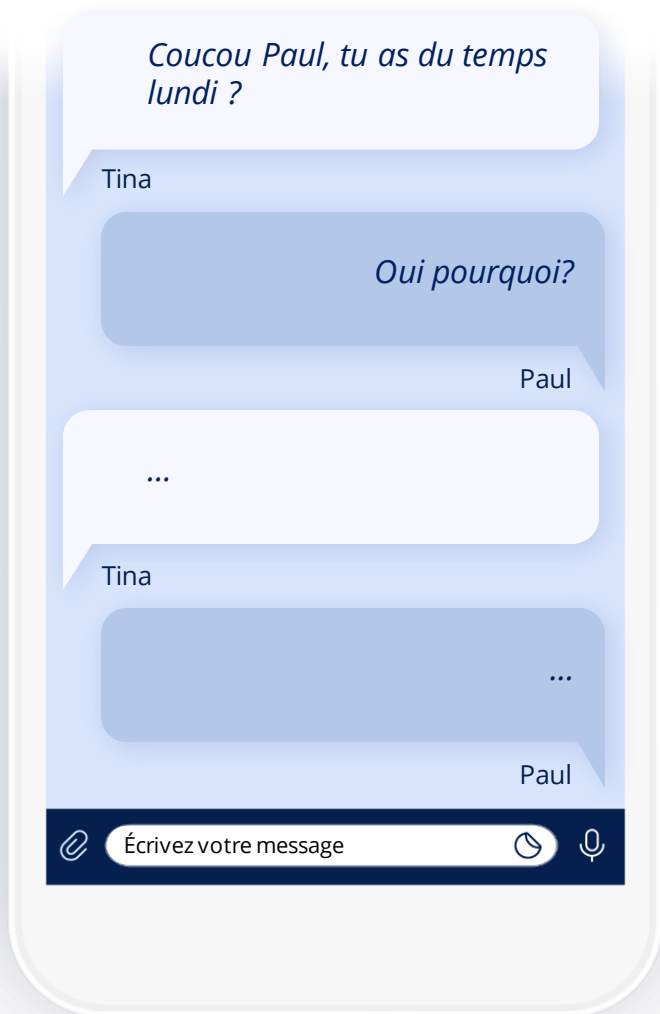 Coucou Paul, tu as du temps
lundi ?
Tina
Oui pourquoi?
Paul
...
Tina
...
Paul
Écrivez votre message